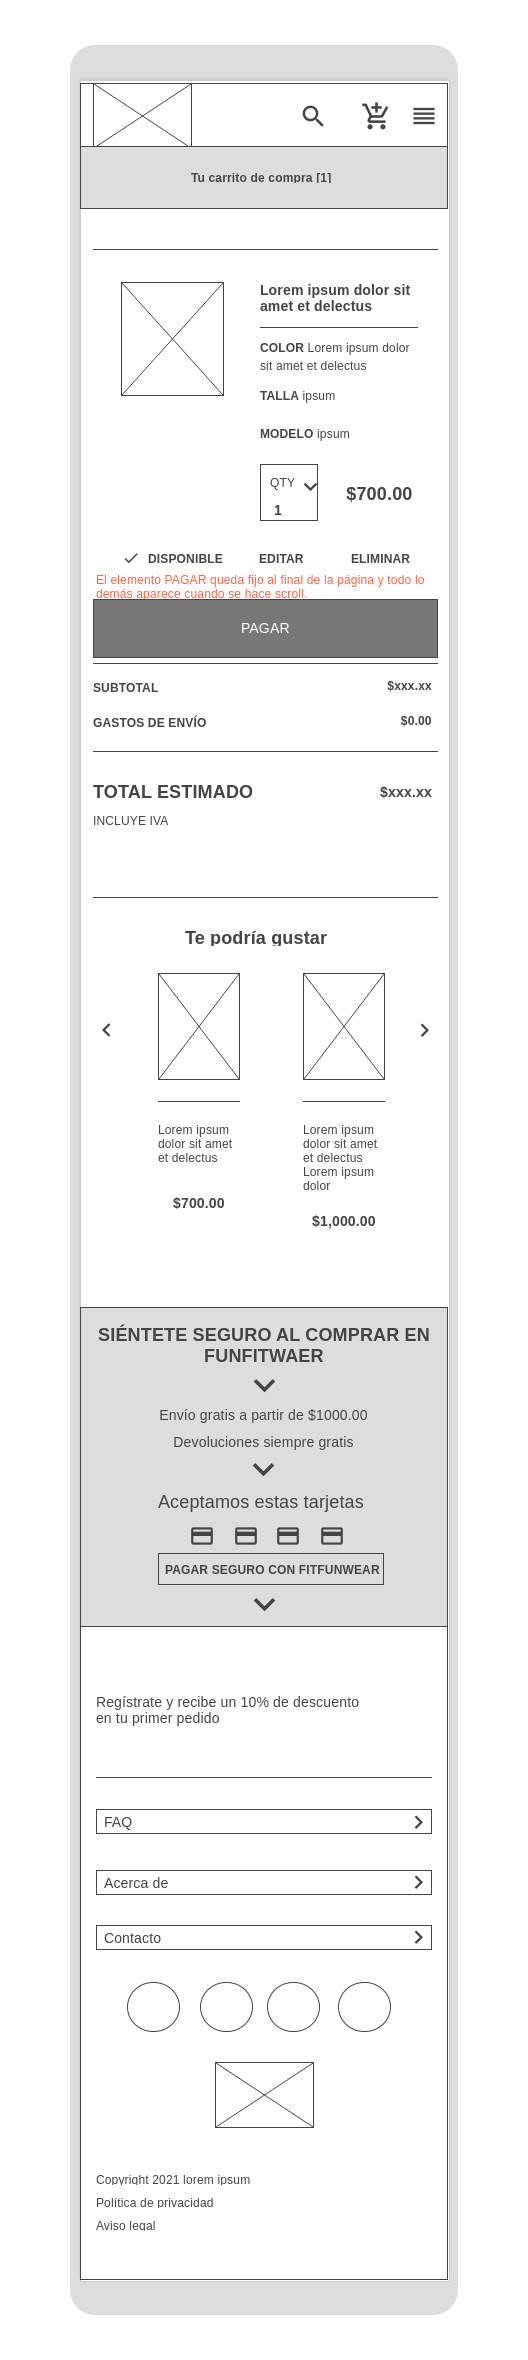 Tu carrito de compra [1]
Lorem ipsum dolor sit
amet et delectus
COLOR Lorem ipsum dolor
sit amet et delectus
TALLA ipsum
MODELO ipsum
QTY
1
$700.00
DISPONIBLE EDITAR ELIMINAR
El elemento PAGAR queda fijo al final de la página y todo lo
demás aparece cuando se hace scroll.
PAGAR
SUBTOTAL $xxx.xx
GASTOS DE ENVÍO $0.00
TOTAL ESTIMADO $xxx.xx
INCLUYE IVA
Te podría gustar
Lorem ipsum
dolor sit amet
et delectus
$700.00
Lorem ipsum
dolor sit amet
et delectus
Lorem ipsum
dolor
$1,000.00
SIÉNTETE SEGURO AL COMPRAR EN
FUNFITWAER
Envío gratis a partir de $1000.00
Devoluciones siempre gratis
Aceptamos estas tarjetas
PAGAR SEGURO CON FITFUNWEAR
Regístrate y recibe un 10% de descuento
en tu primer pedido
FAQ
Acerca de
Contacto
Copyright 2021 lorem ipsum
Política de privacidad
Aviso legal